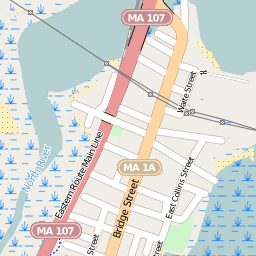 MA 107
Ware Street
MA 1A
North River
Eastern Route Main Line
East Collins Street
Bridge Street
MA 107
Street
Street